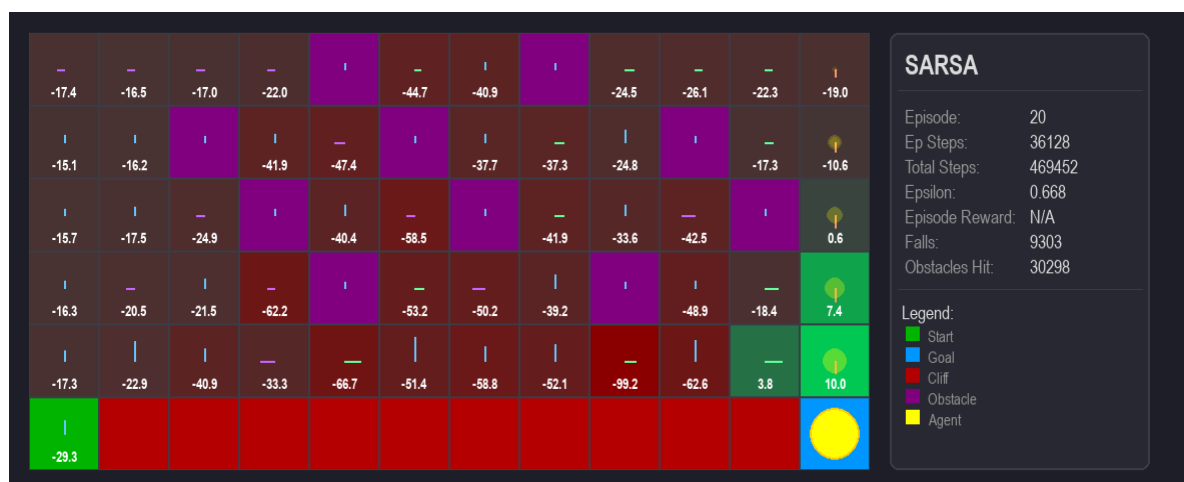 -17.4 -16.5 -17.0 -22.0 -44.7 -40.9 -24.5 -26.1 -22.3 -19.0
-15.1 -16.2 -41.9 -47.4 -37.7 -37.3 -24.8 -17.3 -10.6
-15.7 -17.5 -24.9 -40.4 -58.5 -41.9 -33.6 -42.5 0.6
-16.3 -20.5 -21.5 -62.2 -53.2 -50.2 -39.2 -48.9 -18.4 7.4
-17.3 -22.9 -40.9 -33.3 -66.7 -51.4 -58.8 -52.1 -99.2 -62.6 3.8 10.0
-29.3
SARSA
Episode: 20
Ep Steps: 36128
Total Steps: 469452
Epsilon: 0.668
Episode Reward: N/A
Falls: 9303
Obstacles Hit: 30298
Legend:
Start
Goal
Cliff
Obstacle
Agent